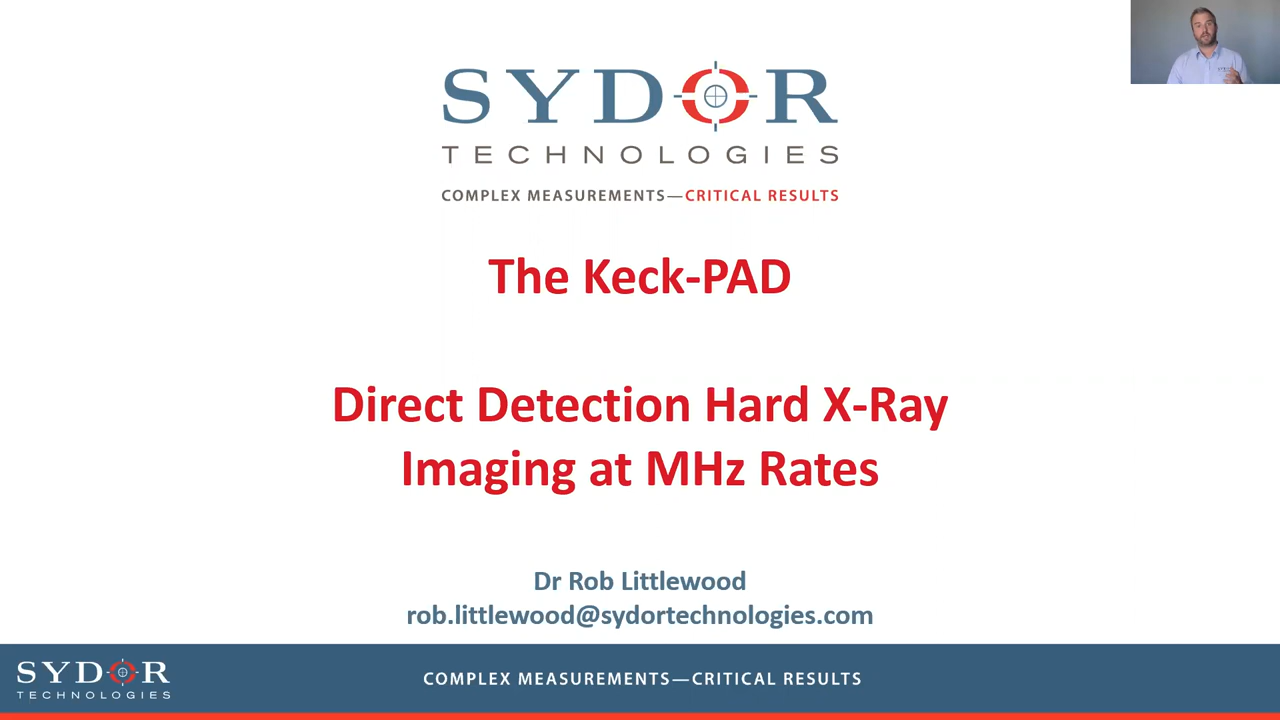 SYDOR
TECHNOLOGIES
COMPLEX MEASUREMENTS—CRITICAL RESULTS
The Keck-PAD
Direct Detection Hard X-Ray
Imaging at MHz Rates
Dr Rob Littlewood
rob.littlewood@sydortechnologies.com
SYDOR
TECHNOLOGIES
COMPLEX MEASUREMENTS—CRITICAL RESULTS